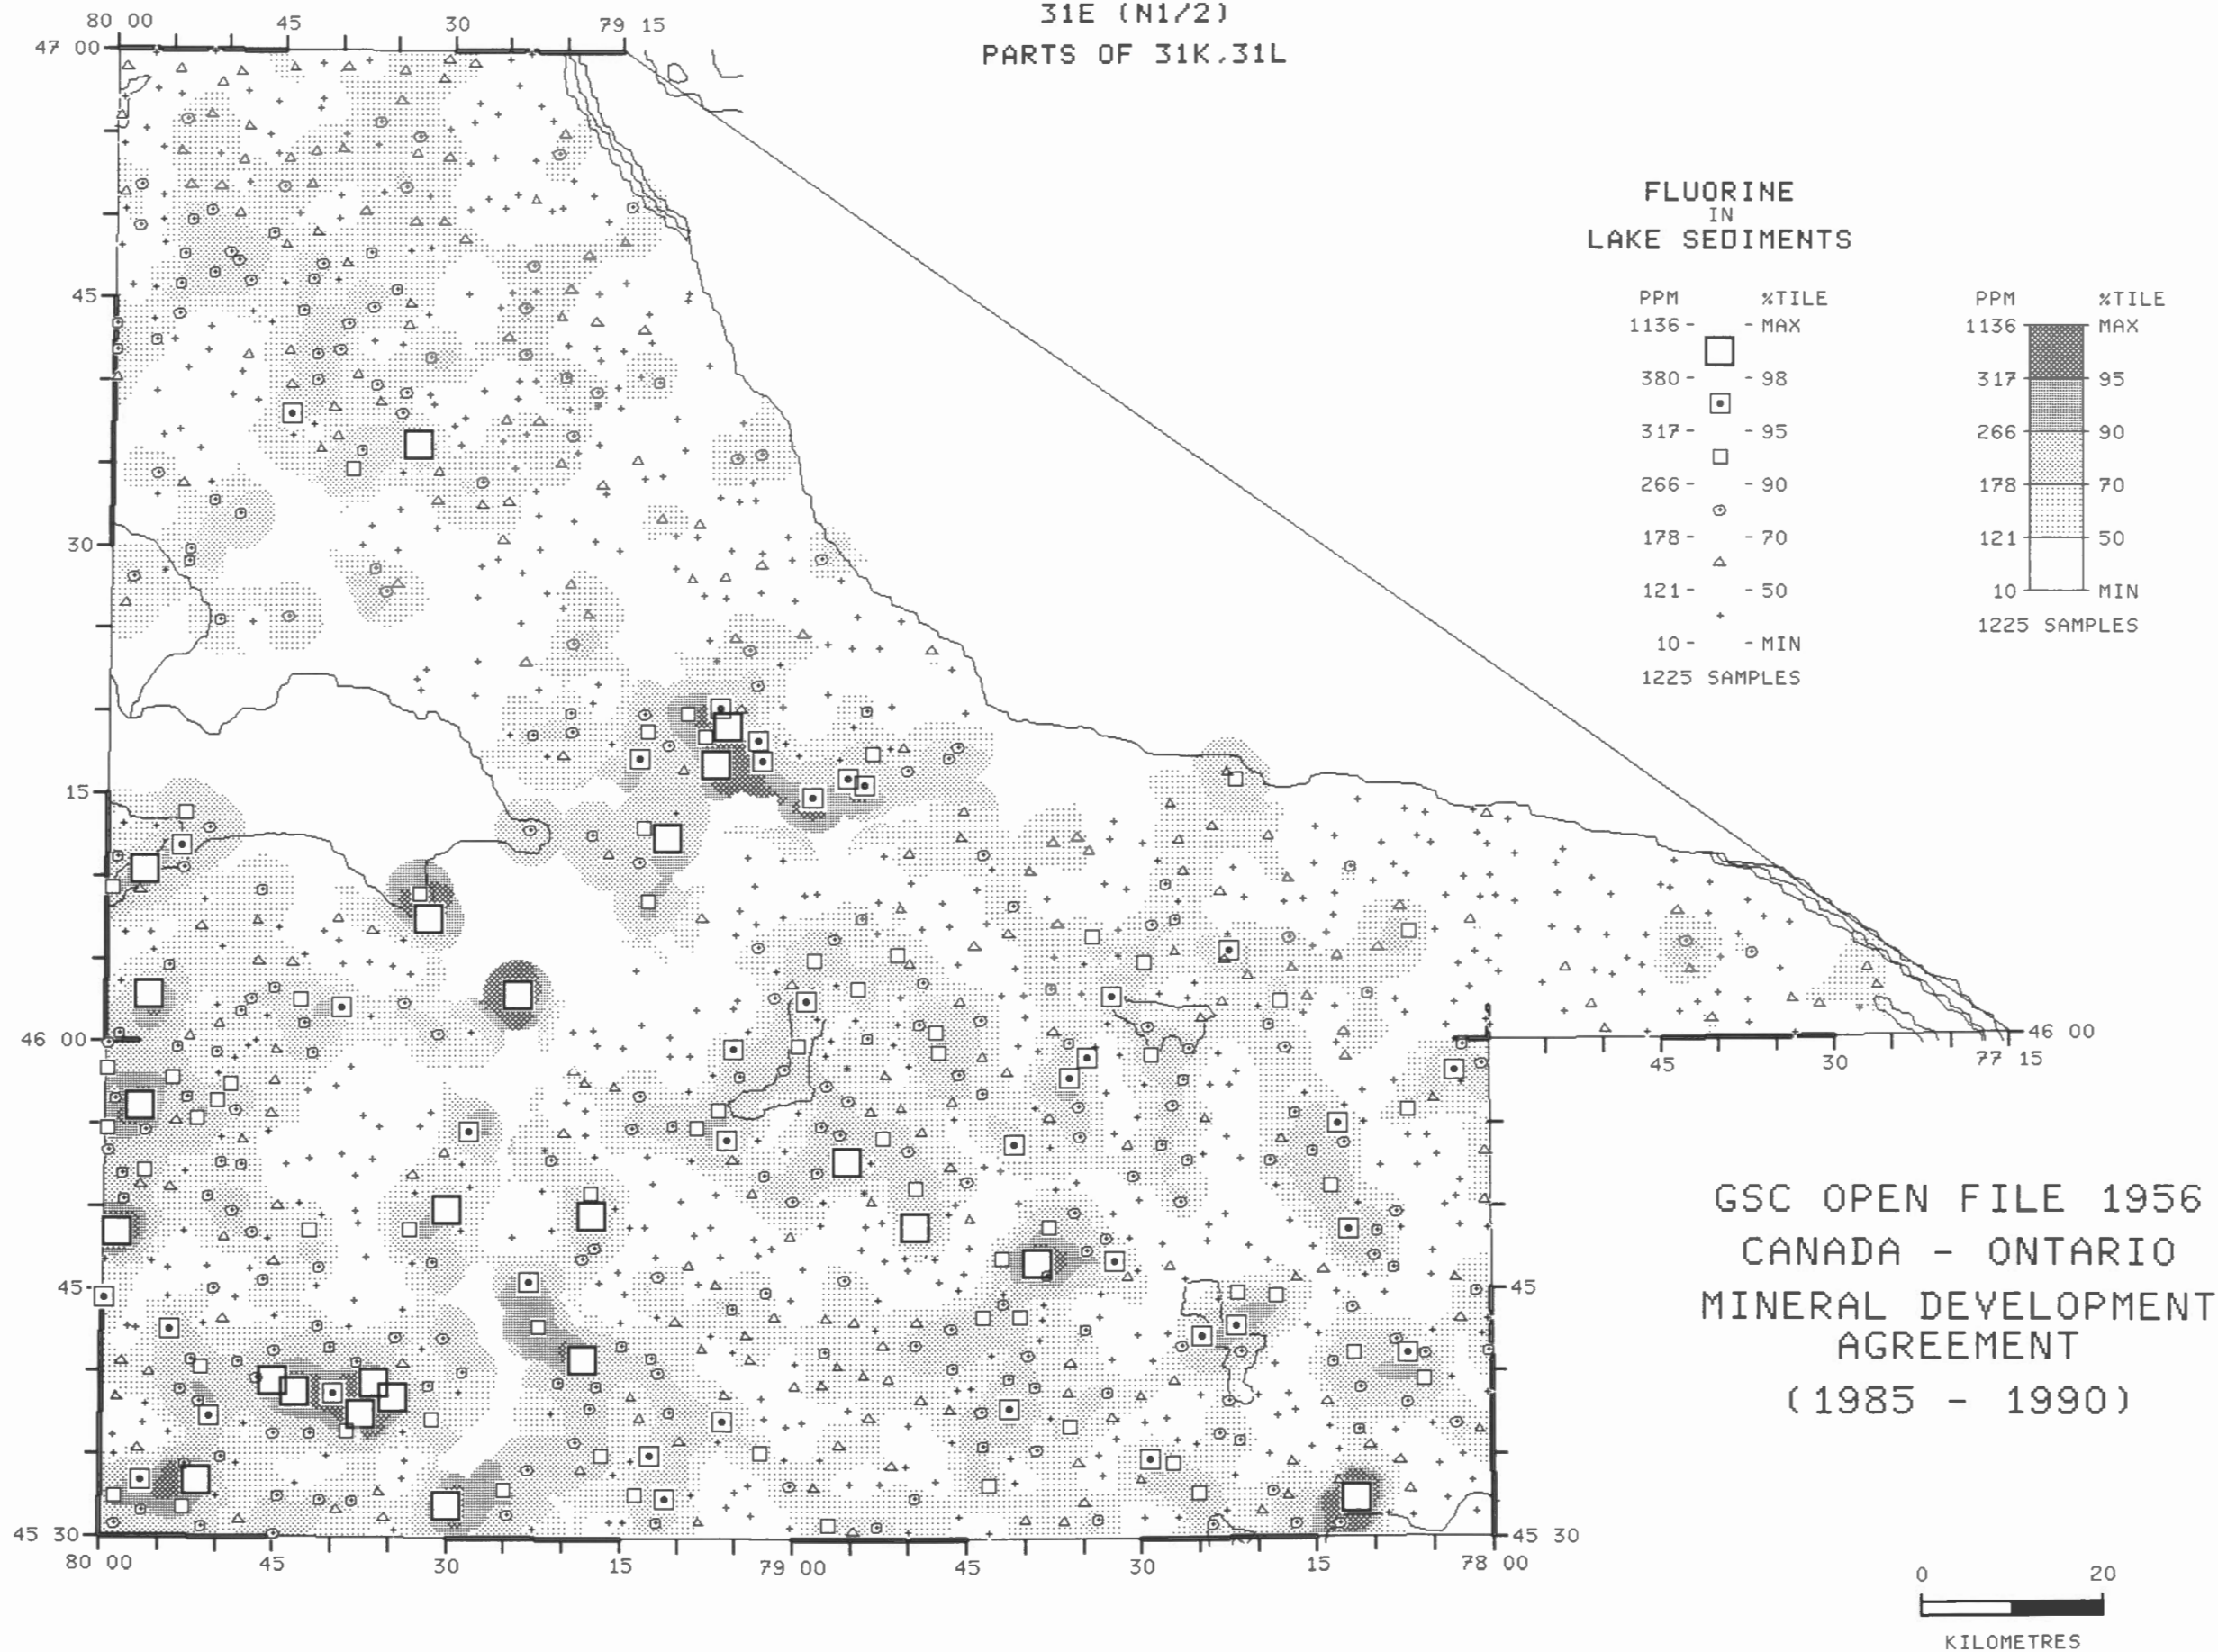 31E (N1/2)
PARTS OF 31K,31L
80 00 45 30 79 15
47 00
45
30
15
46 00
45
45 30
80 00 45 30 15 79 00 45 30 15 78 00
46 00
45 30 77 15
45
45 30
FLUORINE
IN
LAKE SEDIMENTS
PPM %TILE
1136 - - MAX
380 - - 98
317 - - 95
266 - - 90
178 - - 70
121 - - 50
10 - - MIN
1225 SAMPLES
PPM %TILE
1136 MAX
317 95
266 90
178 70
121 50
10 MIN
1225 SAMPLES
GSC OPEN FILE 1956
CANADA - ONTARIO
MINERAL DEVELOPMENT
AGREEMENT
(1985 - 1990)
0 20
KILOMETRES